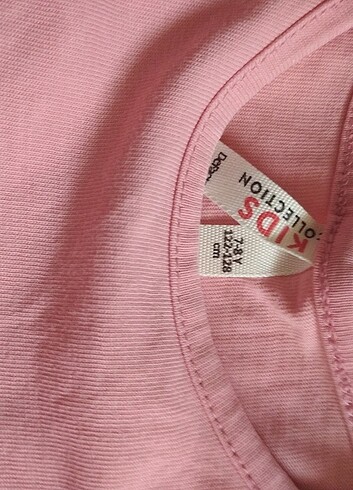 KIDS
COLLECTION
7-8 Y
122-128
cm